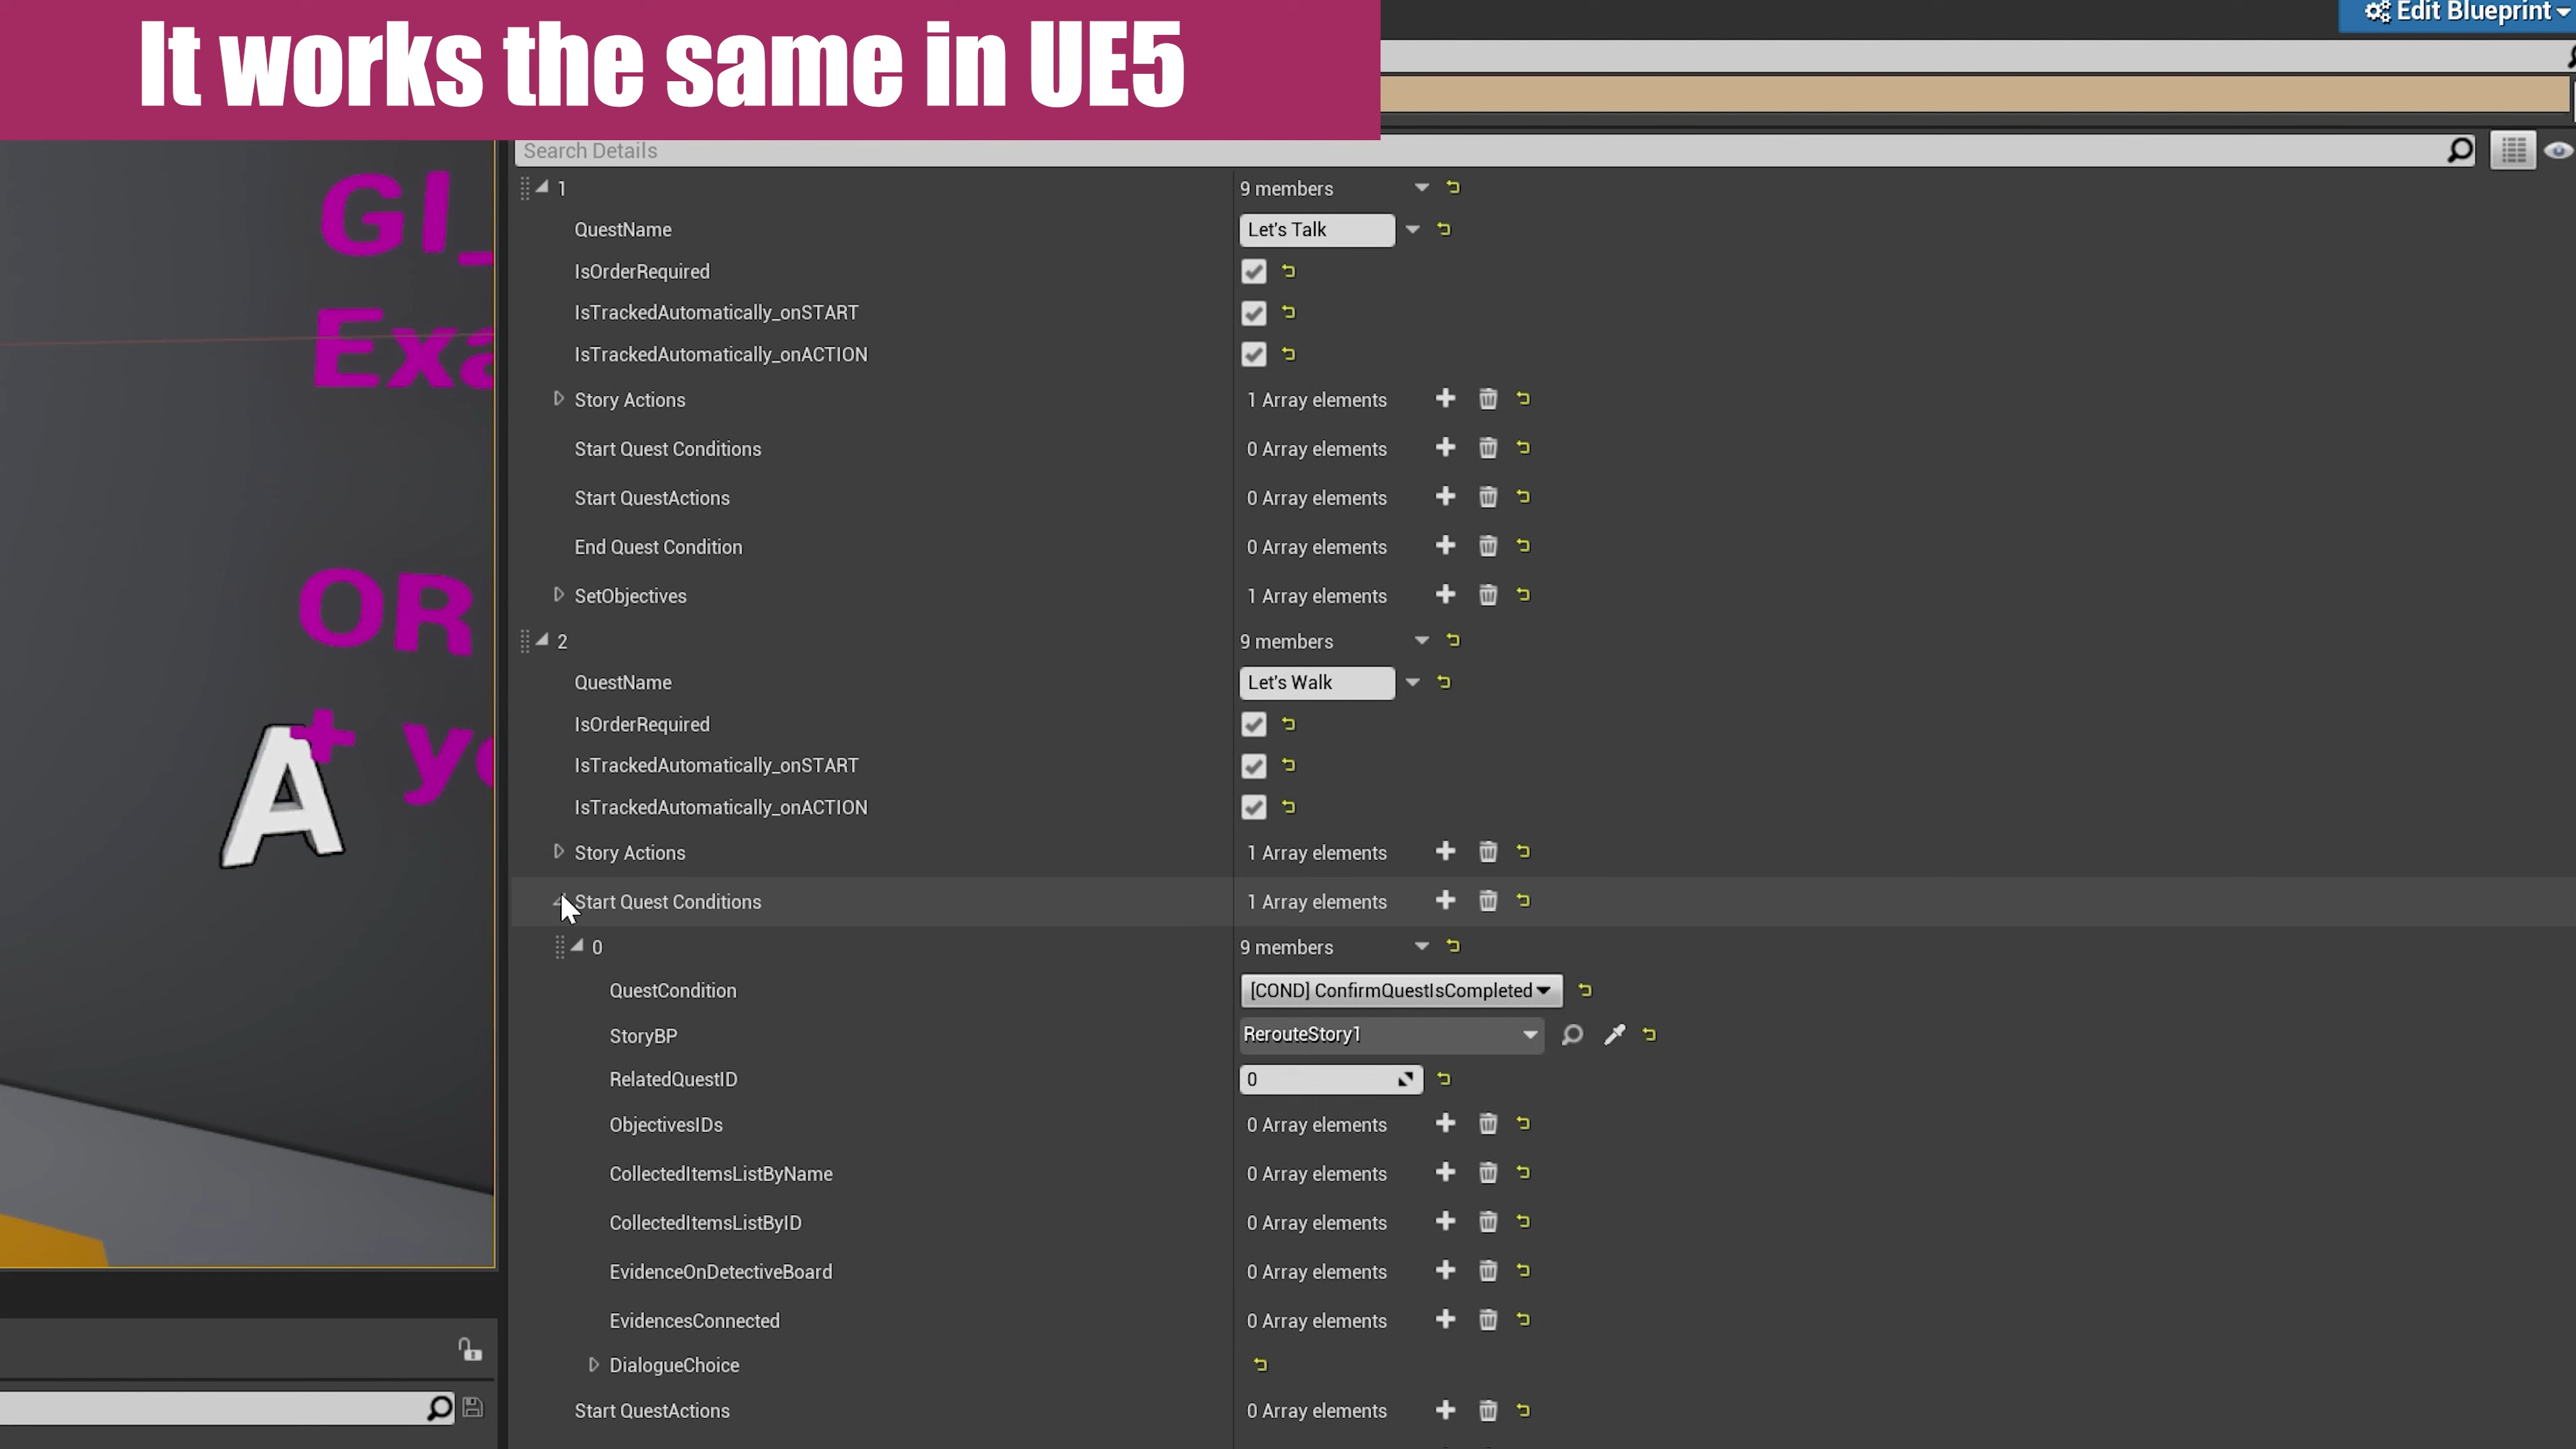 It works the same in UE5
Edit Blueprint
Search Details
GI_
Exa
OR
+ yo
A
1 9 members
QuestName Let's Talk
IsOrderRequired
IsTrackedAutomatically_onSTART
IsTrackedAutomatically_onACTION
Story Actions 1 Array elements
Start Quest Conditions 0 Array elements
Start QuestActions 0 Array elements
End Quest Condition 0 Array elements
SetObjectives 1 Array elements
2 9 members
QuestName Let's Walk
IsOrderRequired
IsTrackedAutomatically_onSTART
IsTrackedAutomatically_onACTION
Story Actions 1 Array elements
Start Quest Conditions 1 Array elements
0 9 members
QuestCondition [COND] ConfirmQuestIsCompleted
StoryBP RerouteStory1
RelatedQuestID 0
ObjectivesIDs 0 Array elements
CollectedItemsListByName 0 Array elements
CollectedItemsListByID 0 Array elements
EvidenceOnDetectiveBoard 0 Array elements
EvidencesConnected 0 Array elements
DialogueChoice
Start QuestActions 0 Array elements